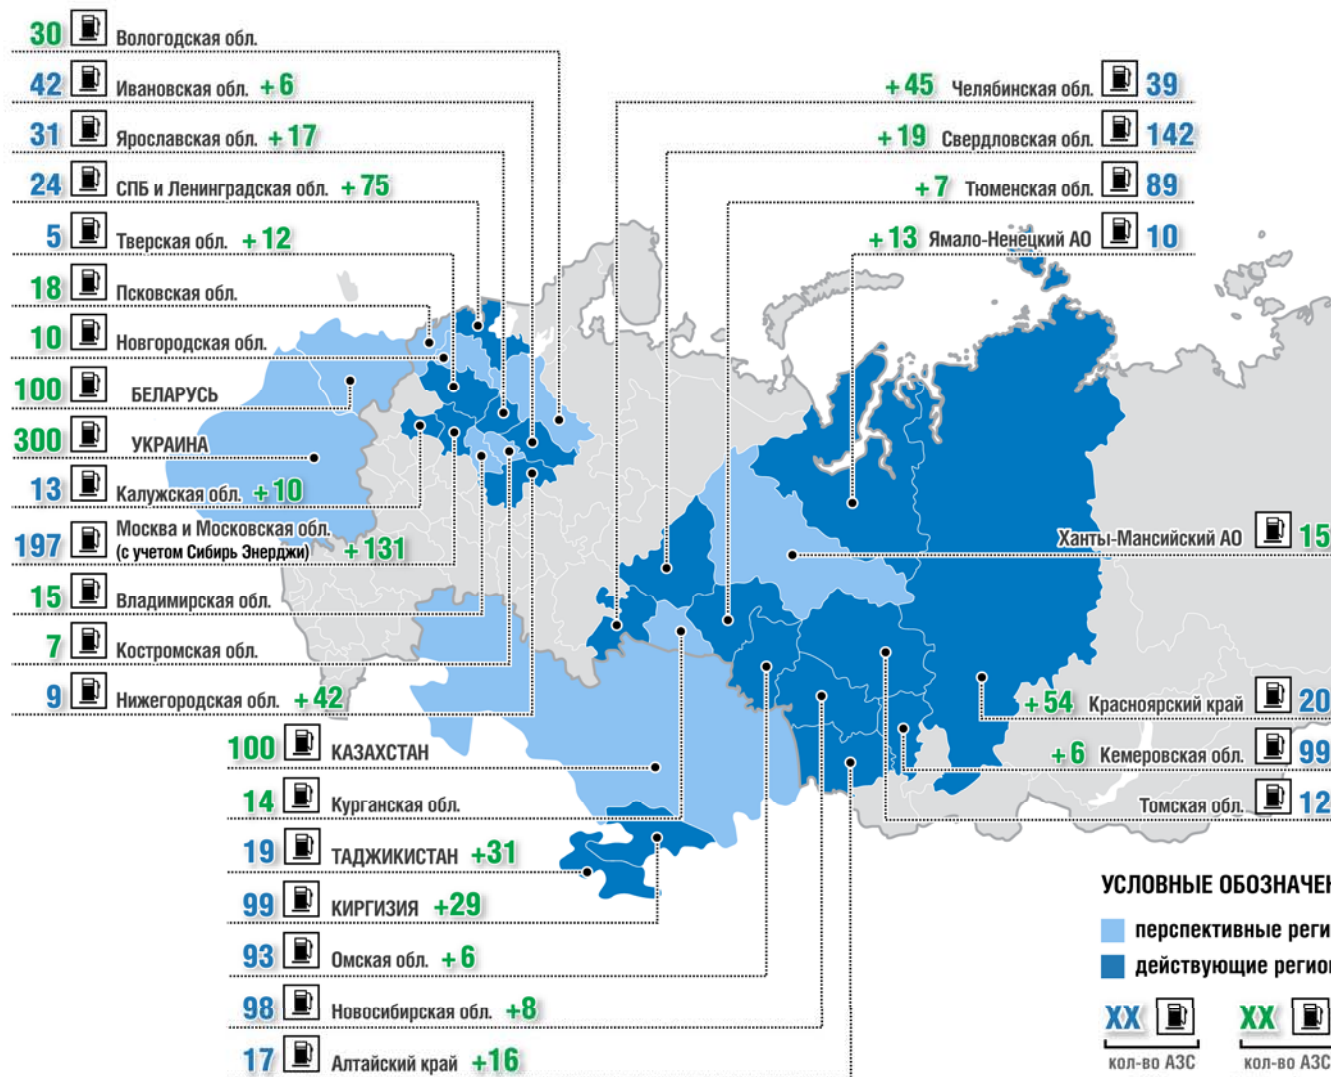 30 Вологодская обл.
42 Ивановская обл. +6
31 Ярославская обл. +17
24 СПБ и Ленинградская обл. +75
5 Тверская обл. +12
18 Псковская обл.
10 Новгородская обл.
100 БЕЛАРУСЬ
300 УКРАИНА
13 Калужская обл. +10
197 Москва и Московская обл.
(с учетом Сибирь Энерджи) +131
15 Владимирская обл.
7 Костромская обл.
9 Нижегородская обл. +42
100 КАЗАХСТАН
14 Курганская обл.
19 ТАДЖИКИСТАН +31
99 КИРГИЗИЯ +29
93 Омская обл. +6
98 Новосибирская обл. +8
17 Алтайский край +16
+45 Челябинская обл. 39
+19 Свердловская обл. 142
+7 Тюменская обл. 89
+13 Ямало-Ненецкий АО 10
Ханты-Мансийский АО 15
+54 Красноярский край 20
+6 Кемеровская обл. 99
Томская обл. 12
УСЛОВНЫЕ ОБОЗНАЧЕН
перспективные реги
действующие регио
XX XX
кол-во АЗС кол-во АЗС